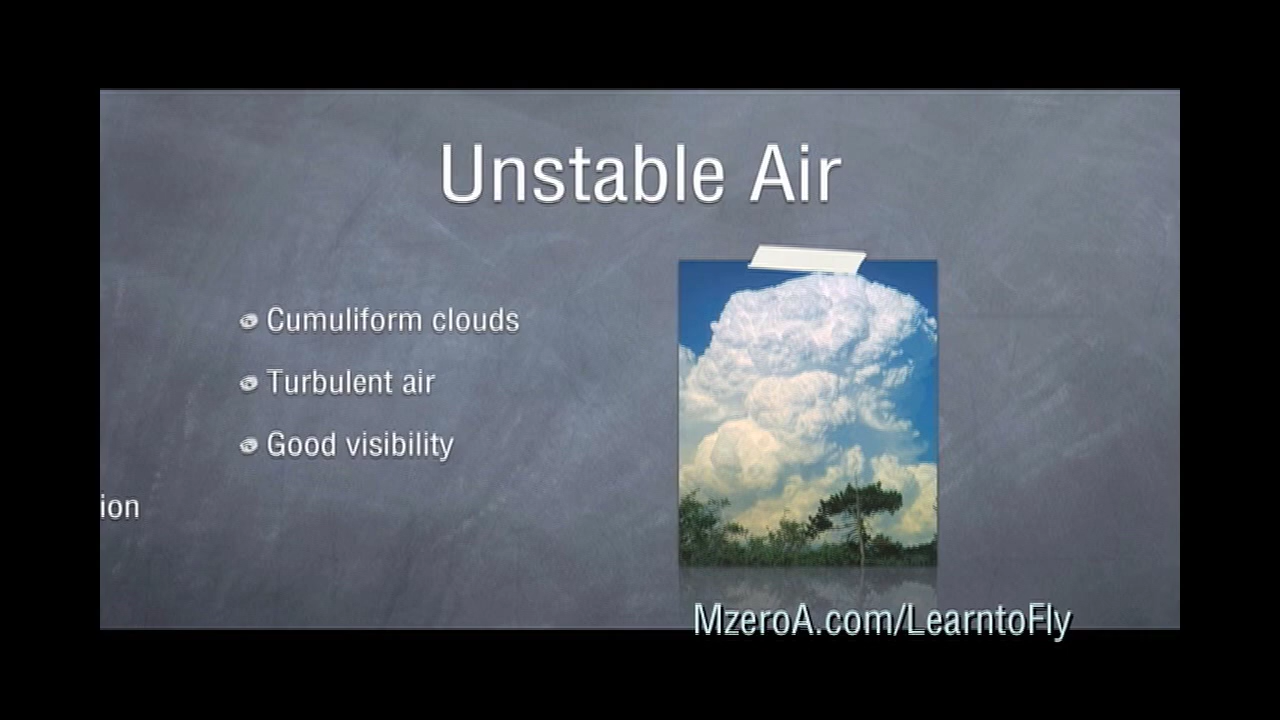 Unstable Air
Cumuliform clouds
Turbulent air
Good visibility
ion
MzeroA.com/LearntoFly